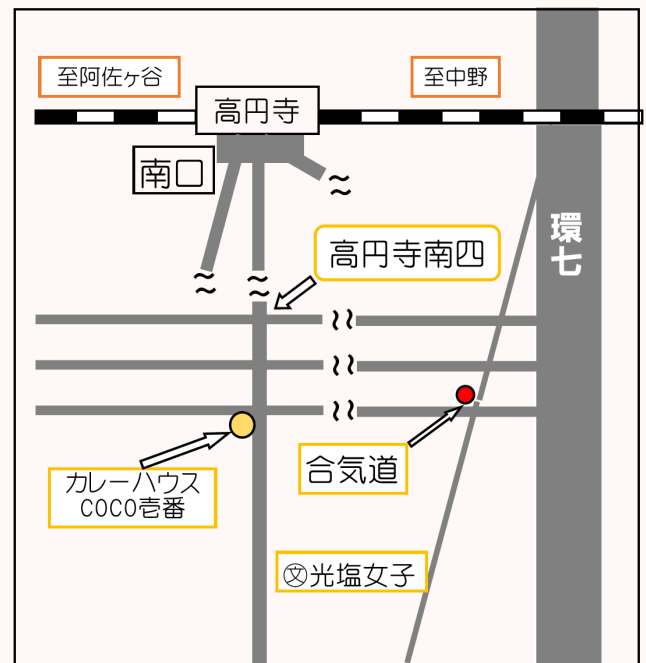 至阿佐ヶ谷
至中野
高円寺
南口
環七
高円寺南四
合気道
カレーハウス
COCO壱番
㊫光塩女子